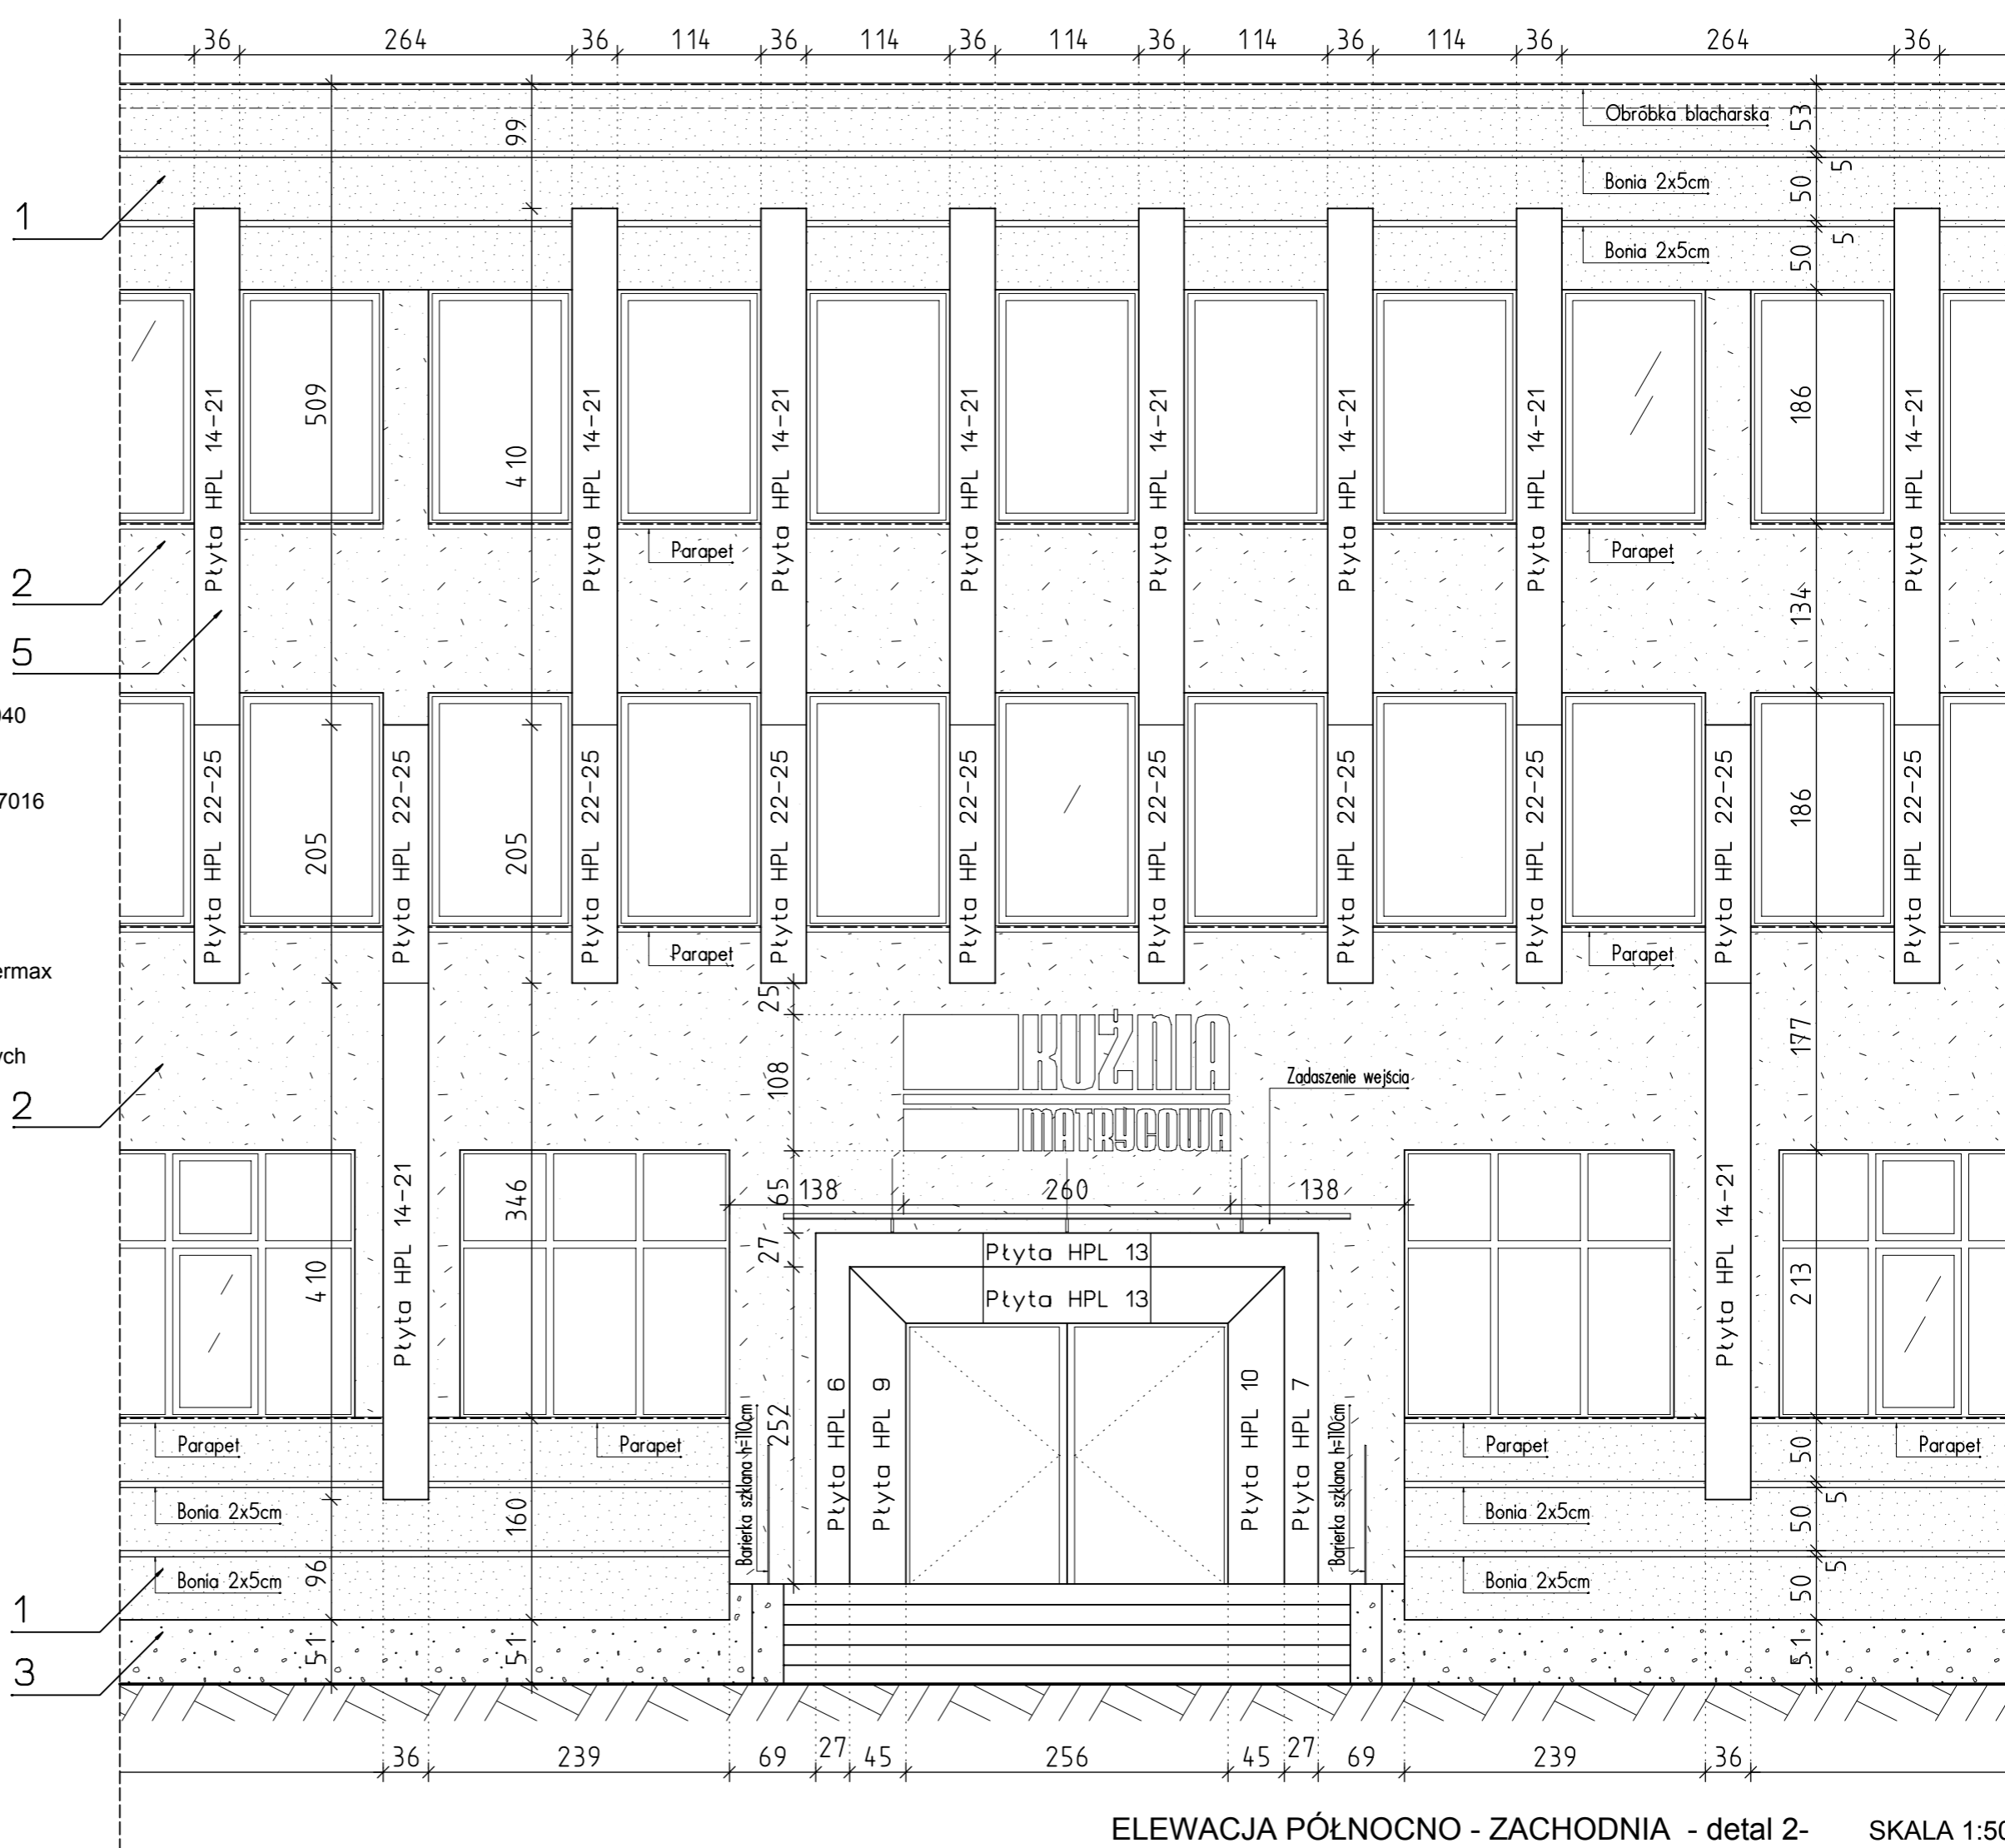 36 264 36 114 36 114 36 114 36 114 36 114 36 264 36
99
Obróbka blacharska
53
5
Bonia 2x5cm
50
1
5
Bonia 2x5cm
50
509
410
186
Płyta HPL 14-21
Płyta HPL 14-21
Płyta HPL 14-21
Płyta HPL 14-21
Płyta HPL 14-21
Płyta HPL 14-21
Płyta HPL 14-21
Płyta HPL 14-21
Parapet
Parapet
2
134
5
040
7016
205
205
186
Płyta HPL 22-25
Płyta HPL 22-25
Płyta HPL 22-25
Płyta HPL 22-25
Płyta HPL 22-25
Płyta HPL 22-25
Płyta HPL 22-25
Płyta HPL 22-25
Płyta HPL 22-25
Płyta HPL 22-25
Parapet
Parapet
ermax
25
KUŹNIA
177
ych
108
Zadaszenie wejścia
2
MATRYCOWA
65
138 260 138
346
410
Płyta HPL 14-21
Płyta HPL 14-21
27
Płyta HPL 13
Płyta HPL 13
213
Barierka szklana h=110cm
252
Płyta HPL 6
Płyta HPL 9
Płyta HPL 10
Płyta HPL 7
Barierka szklana h=110cm
Parapet
Parapet
Parapet
50
Parapet
Bonia 2x5cm
160
Bonia 2x5cm
50
5
Bonia 2x5cm
96
Bonia 2x5cm
50
5
1
51
51
51
3
36 239 69 27 45 256 45 27 69 239 36
ELEWACJA PÓŁNOCNO - ZACHODNIA - detal 2- SKALA 1:50